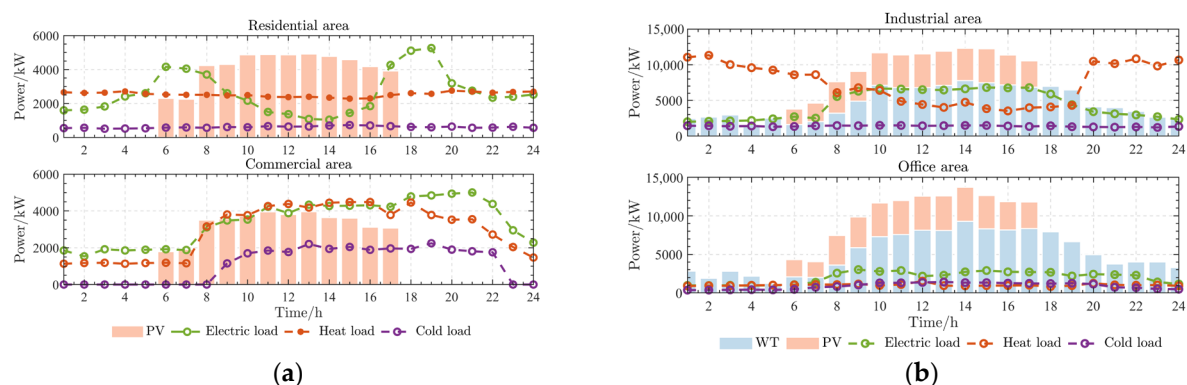 Residential area
6000
4000
2000
0
Power/kW
2 4 6 8 10 12 14 16 18 20 22 24
Commercial area
6000
4000
2000
0
Power/kW
2 4 6 8 10 12 14 16 18 20 22 24
Time/h
PV Electric load Heat load Cold load
(a)
Industrial area
15,000
10,000
5000
0
Power/kW
2 4 6 8 10 12 14 16 18 20 22 24
Office area
15,000
10,000
5000
0
Power/kW
2 4 6 8 10 12 14 16 18 20 22 24
Time/h
WT PV Electric load Heat load Cold load
(b)